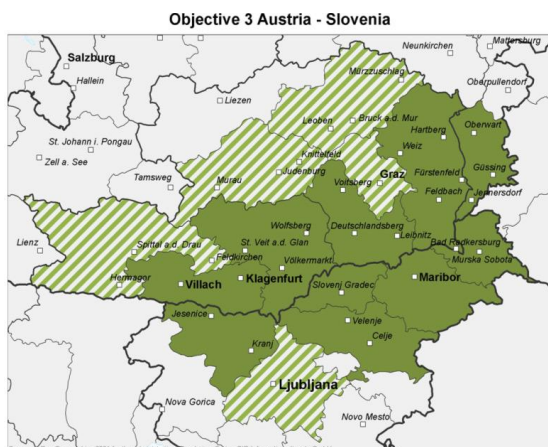 Objective 3 Austria - Slovenia
Mattersburg
Neunkirchen
Salzburg
Hallein
Mürzzuschlag
Oberpullendorf
Liezen
Bruck a.d. Mur
Leoben
Hartberg
Oberwart
St. Johann i. Pongau
Weiz
Zell a. See
Knittelfeld
Judenburg
Graz
Güssing
Tamsweg
Murau
Voitsberg
Fürstenfeld
Feldbach
Jennersdorf
Wolfsberg
Deutschlandsberg
Leibnitz
Lienz
Spittal a.d. Drau
St. Veit a.d. Glan
Bad Radkersburg
Feldkirchen
Völkermarkt
Murska Sobota
Hermagor
Villach
Klagenfurt
Maribor
Slovenj Gradec
Jesenice
Velenje
Kranj
Celje
Ljubljana
Nova Gorica
Novo Mesto